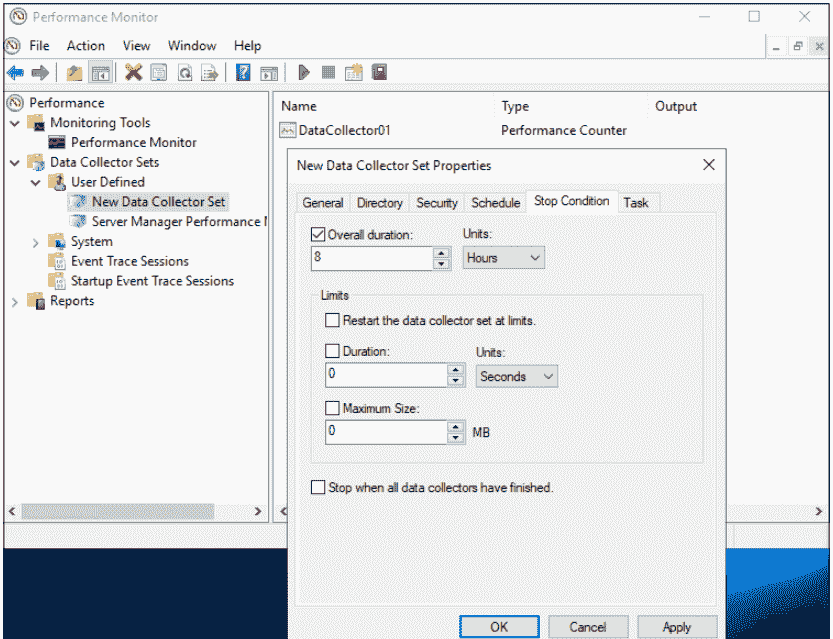 Performance Monitor
File Action View Window Help
Performance
Monitoring Tools
Performance Monitor
Data Collector Sets
User Defined
New Data Collector Set
Server Manager Performance
System
Event Trace Sessions
Startup Event Trace Sessions
Reports
Name Type Output
DataCollector01 Performance Counter
New Data Collector Set Properties
General Directory Security Schedule Stop Condition Task
Overall duration: Units:
8 Hours
Limits
Restart the data collector set at limits.
Duration: Units:
0 Seconds
Maximum Size:
0 MB
Stop when all data collectors have finished.
OK Cancel Apply